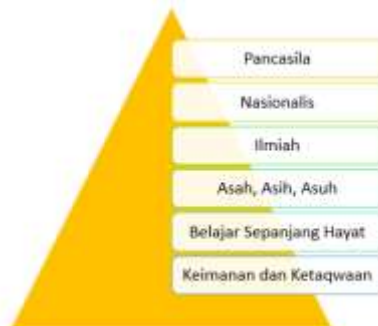 Pancasila
Nasionalis
Ilmiah
Asah, Asih, Asuh
Belajar Sepanjang Hayat
Keimanan dan Ketaqwaan